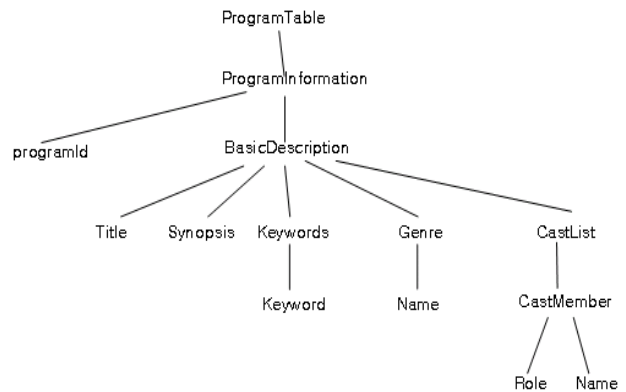 ProgramTable
ProgramInformation
programId
BasicDescription
Title Synopsis Keywords Genre CastList
Keyword Name CastMember
Role Name